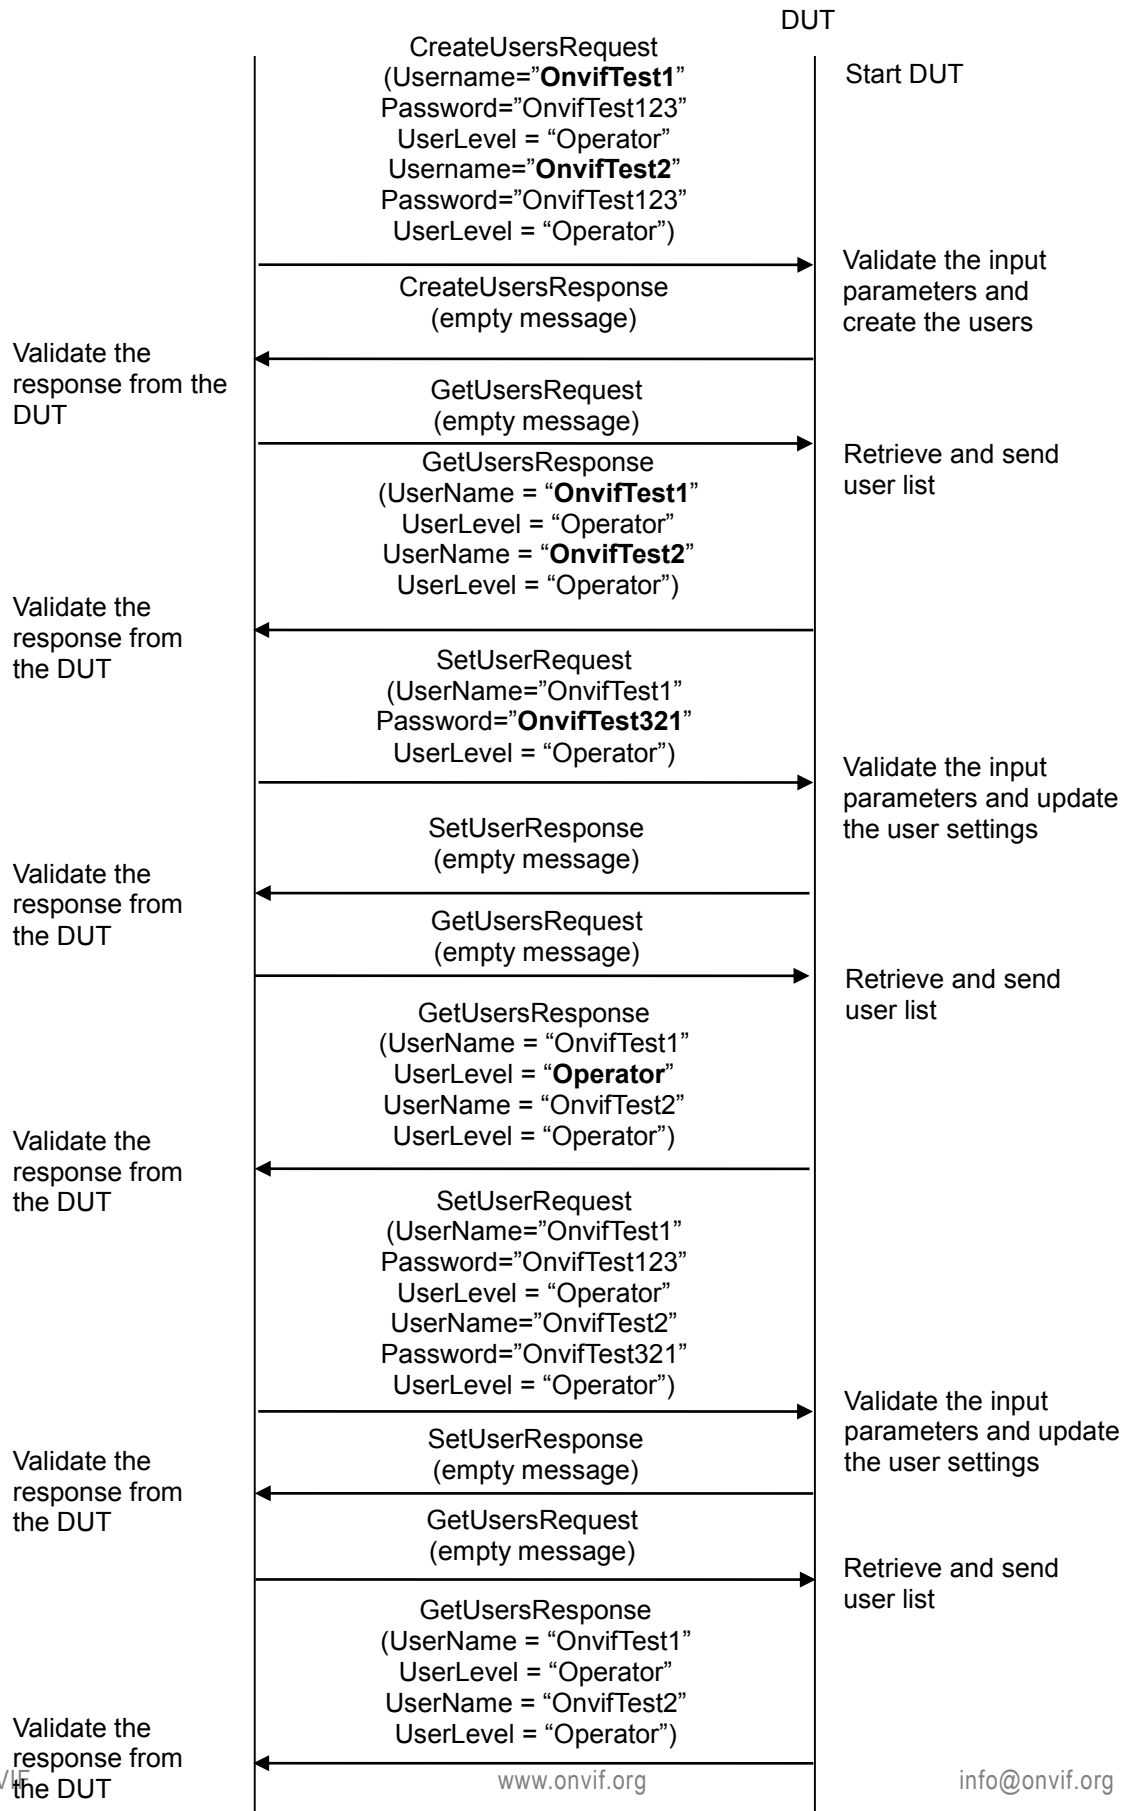 DUT
CreateUsersRequest
(Username=”OnvifTest1”
Password=”OnvifTest123”
UserLevel = “Operator”
Username=”OnvifTest2”
Password=”OnvifTest123”
UserLevel = “Operator”)
Start DUT
Validate the input
parameters and
create the users
CreateUsersResponse
(empty message)
Validate the
response from the
DUT
GetUsersRequest
(empty message)
Retrieve and send
user list
GetUsersResponse
(UserName = “OnvifTest1”
UserLevel = “Operator”
UserName = “OnvifTest2”
UserLevel = “Operator”)
Validate the
response from
the DUT
SetUserRequest
(UserName=”OnvifTest1”
Password=”OnvifTest321”
UserLevel = “Operator”)
Validate the input
parameters and update
the user settings
SetUserResponse
(empty message)
Validate the
response from
the DUT
GetUsersRequest
(empty message)
Retrieve and send
user list
GetUsersResponse
(UserName = “OnvifTest1”
UserLevel = “Operator”
UserName = “OnvifTest2”
UserLevel = “Operator”)
Validate the
response from
the DUT
SetUserRequest
(UserName=”OnvifTest1”
Password=”OnvifTest123”
UserLevel = “Operator”
UserName=”OnvifTest2”
Password=”OnvifTest321”
UserLevel = “Operator”)
Validate the input
parameters and update
the user settings
SetUserResponse
(empty message)
Validate the
response from
the DUT
GetUsersRequest
(empty message)
Retrieve and send
user list
GetUsersResponse
(UserName = “OnvifTest1”
UserLevel = “Operator”
UserName = “OnvifTest2”
UserLevel = “Operator”)
Validate the
response from
the DUT
www.onvif.org
info@onvif.org